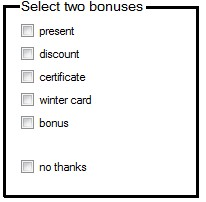 Select two bonuses
present
discount
certificate
winter card
bonus
no thanks